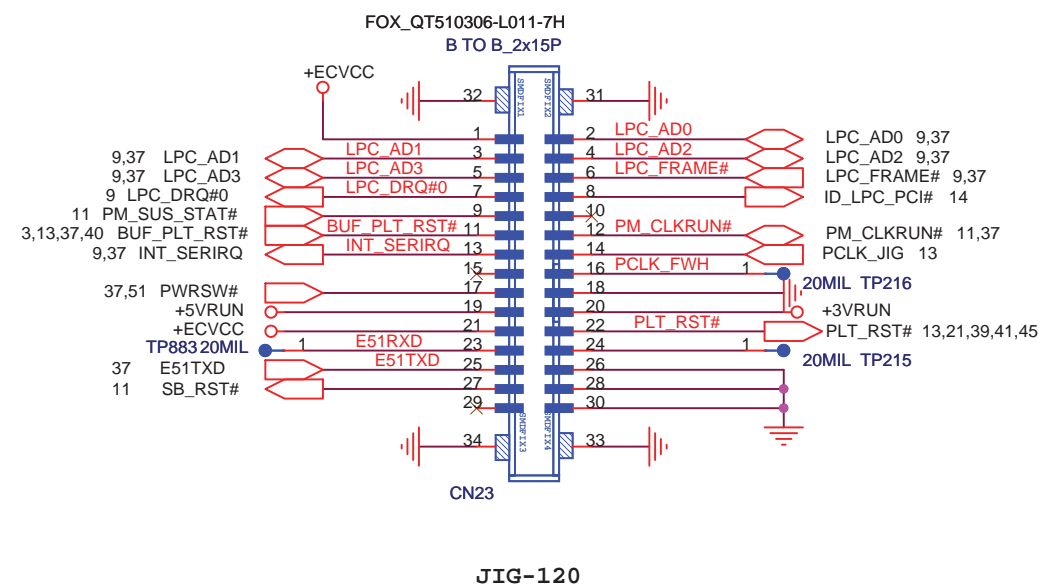 FOX_QT510306-L011-7H
B TO B_2x15P
+ECVCC
32 SMDFIX1 SMDFIX2 31
1 2 LPC_AD0 LPC_AD0 9,37
9,37 LPC_AD1 LPC_AD1 3 4 LPC_AD2 LPC_AD2 9,37
9,37 LPC_AD3 LPC_AD3 5 6 LPC_FRAME# LPC_FRAME# 9,37
9 LPC_DRQ#0 LPC_DRQ#0 7 8 ID_LPC_PCI# 14
11 PM_SUS_STAT# 9 10
3,13,37,40 BUF_PLT_RST# BUF_PLT_RST# 11 12 PM_CLKRUN# PM_CLKRUN# 11,37
9,37 INT_SERIRQ INT_SERIRQ 13 14 PCLK_JIG 13
15 16 PCLK_FWH 1 20MIL TP216
37,51 PWRSW# 17 18
+5VRUN 19 20 +3VRUN
+ECVCC 21 22 PLT_RST# PLT_RST# 13,21,39,41,45
TP883 20MIL 1 E51RXD 23 24 1 20MIL TP215
37 E51TXD E51TXD 25 26
11 SB_RST# 27 28
29 30
34 SMDFIX3 SMDFIX4 33
CN23
JIG-120